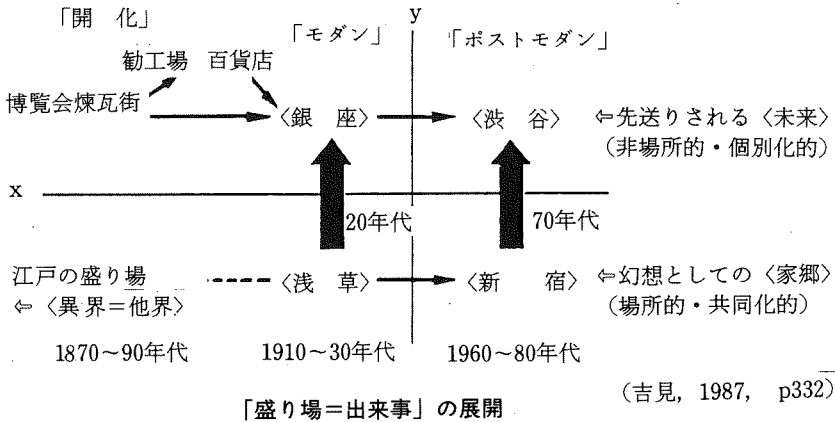 「開 化」
y
「モダン」 「ポストモダン」
勧工場 百貨店
博覧会煉瓦街
〈銀 座〉 〈渋 谷〉 ⇦先送りされる〈未来〉
（非場所的・個別化的）
x
20年代 70年代
江戸の盛り場 〈浅 草〉 〈新 宿〉 ⇦幻想としての〈家郷〉
⇦〈異界＝他界〉 （場所的・共同化的）
1870~90年代 1910~30年代 1960~80年代
（吉見, 1987, p332）
「盛り場＝出来事」の展開